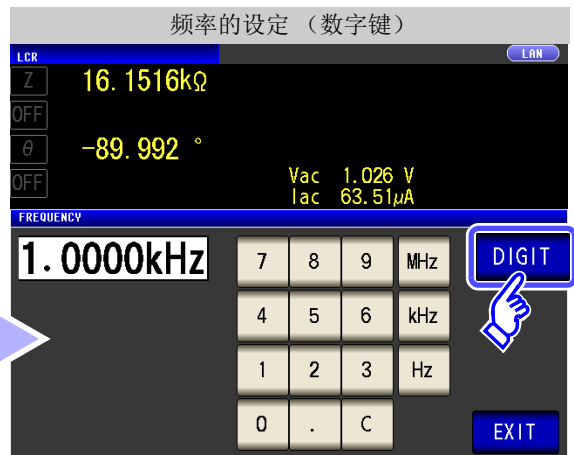 频率的设定 （数字键）
LCR LAN
Z 16.1516kΩ
OFF
θ -89.992 °
OFF Vac 1.026 V
Iac 63.51μA
FREQUENCY
1.0000kHz 7 8 9 MHz DIGIT
4 5 6 kHz
1 2 3 Hz
0 . C EXIT